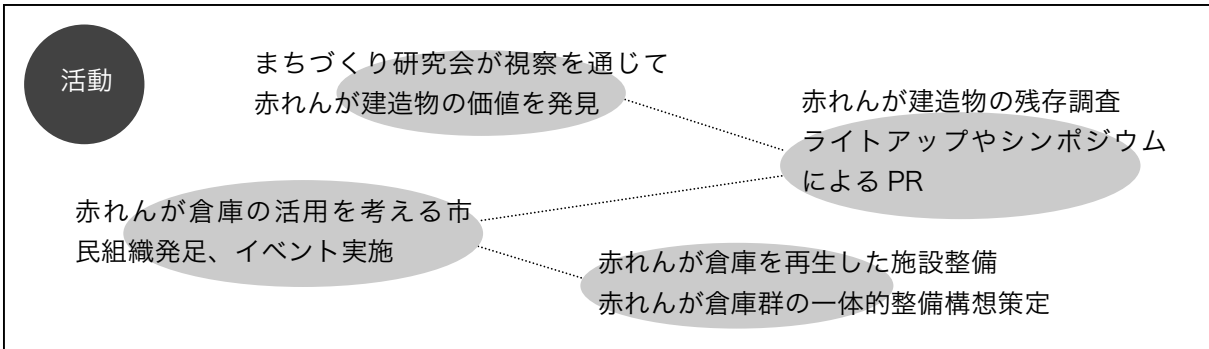 活動
まちづくり研究会が視察を通じて
赤れんが建造物の価値を発見
赤れんが建造物の残存調査
ライトアップやシンポジウム
による PR
赤れんが倉庫の活用を考える市
民組織発足、イベント実施
赤れんが倉庫を再生した施設整備
赤れんが倉庫群の一体的整備構想策定